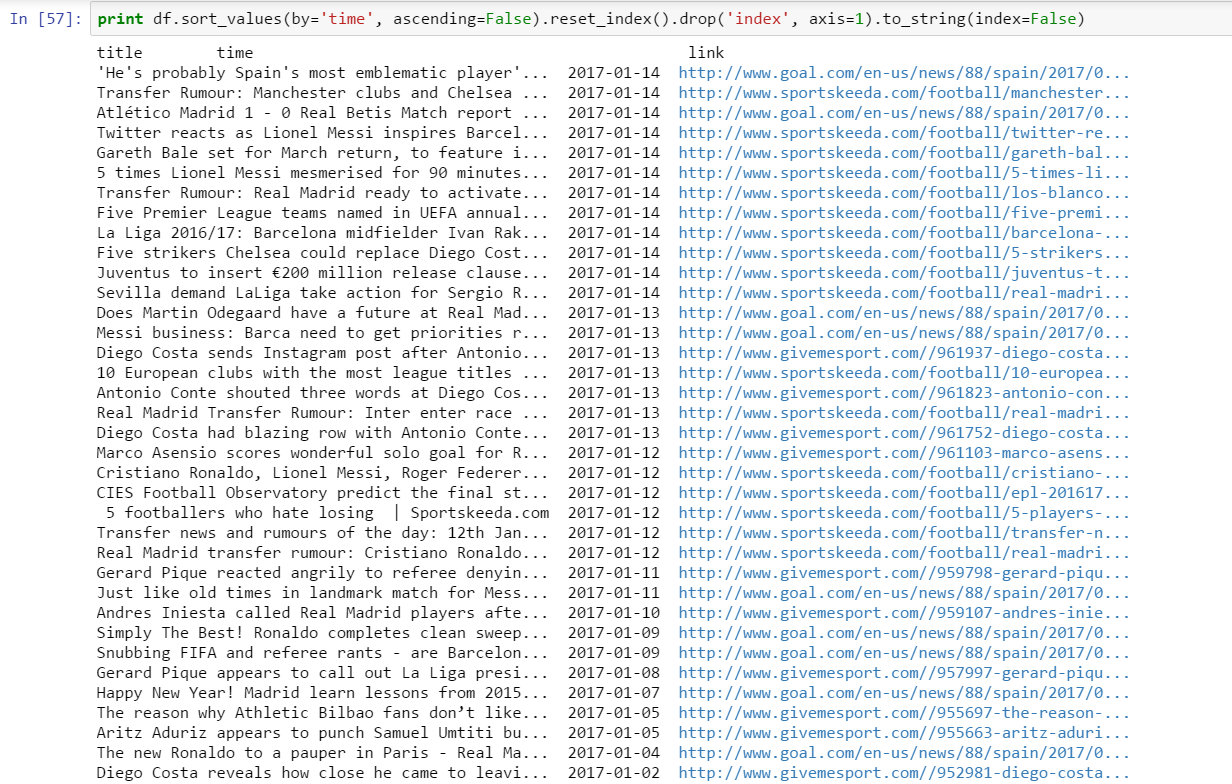 In [57]: print df.sort_values(by='time', ascending=False).reset_index().drop('index', axis=1).to_string(index=False)
title time link
'He's probably Spain's most emblematic player'... 2017-01-14 http://www.goal.com/en-us/news/88/spain/2017/0...
Transfer Rumour: Manchester clubs and Chelsea ... 2017-01-14 http://www.sportskeeda.com/football/manchester...
Atlético Madrid 1 - 0 Real Betis Match report ... 2017-01-14 http://www.goal.com/en-us/news/88/spain/2017/0...
Twitter reacts as Lionel Messi inspires Barcel... 2017-01-14 http://www.sportskeeda.com/football/twitter-re...
Gareth Bale set for March return, to feature i... 2017-01-14 http://www.sportskeeda.com/football/gareth-bal...
5 times Lionel Messi mesmerised for 90 minutes... 2017-01-14 http://www.sportskeeda.com/football/5-times-li...
Transfer Rumour: Real Madrid ready to activate... 2017-01-14 http://www.sportskeeda.com/football/los-blanco...
Five Premier League teams named in UEFA annual... 2017-01-14 http://www.sportskeeda.com/football/five-premi...
La Liga 2016/17: Barcelona midfielder Ivan Rak... 2017-01-14 http://www.sportskeeda.com/football/barcelona-...
Five strikers Chelsea could replace Diego Cost... 2017-01-14 http://www.sportskeeda.com/football/5-strikers...
Juventus to insert €200 million release clause... 2017-01-14 http://www.sportskeeda.com/football/juventus-t...
Sevilla demand LaLiga take action for Sergio R... 2017-01-14 http://www.sportskeeda.com/football/real-madri...
Does Martin Odegaard have a future at Real Mad... 2017-01-13 http://www.goal.com/en-us/news/88/spain/2017/0...
Messi business: Barca need to get priorities r... 2017-01-13 http://www.goal.com/en-us/news/88/spain/2017/0...
Diego Costa sends Instagram post after Antonio... 2017-01-13 http://www.givemesport.com//961937-diego-costa...
10 European clubs with the most league titles ... 2017-01-13 http://www.sportskeeda.com/football/10-europea...
Antonio Conte shouted three words at Diego Cos... 2017-01-13 http://www.givemesport.com//961823-antonio-con...
Real Madrid Transfer Rumour: Inter enter race ... 2017-01-13 http://www.sportskeeda.com/football/real-madri...
Diego Costa had blazing row with Antonio Conte... 2017-01-13 http://www.givemesport.com//961752-diego-costa...
Marco Asensio scores wonderful solo goal for R... 2017-01-12 http://www.givemesport.com//961103-marco-asens...
Cristiano Ronaldo, Lionel Messi, Roger Federer... 2017-01-12 http://www.sportskeeda.com/football/cristiano-...
CIES Football Observatory predict the final st... 2017-01-12 http://www.sportskeeda.com/football/epl-201617...
5 footballers who hate losing | Sportskeeda.com 2017-01-12 http://www.sportskeeda.com/football/5-players-...
Transfer news and rumours of the day: 12th Jan... 2017-01-12 http://www.sportskeeda.com/football/transfer-n...
Real Madrid transfer rumour: Cristiano Ronaldo... 2017-01-12 http://www.sportskeeda.com/football/real-madri...
Gerard Pique reacted angrily to referee denyin... 2017-01-11 http://www.givemesport.com//959798-gerard-piqu...
Just like old times in landmark match for Mess... 2017-01-11 http://www.goal.com/en-us/news/88/spain/2017/0...
Andres Iniesta called Real Madrid players afte... 2017-01-10 http://www.givemesport.com//959107-andres-inie...
Simply The Best! Ronaldo completes clean sweep... 2017-01-09 http://www.goal.com/en-us/news/88/spain/2017/0...
Snubbing FIFA and referee rants - are Barcelon... 2017-01-09 http://www.goal.com/en-us/news/88/spain/2017/0...
Gerard Pique appears to call out La Liga presi... 2017-01-08 http://www.givemesport.com//957997-gerard-piqu...
Happy New Year! Madrid learn lessons from 2015... 2017-01-07 http://www.goal.com/en-us/news/88/spain/2017/0...
The reason why Athletic Bilbao fans don’t like... 2017-01-05 http://www.givemesport.com//955697-the-reason-...
Aritz Aduriz appears to punch Samuel Umtiti bu... 2017-01-05 http://www.givemesport.com//955663-aritz-aduri...
The new Ronaldo to a pauper in Paris - Real Ma... 2017-01-04 http://www.goal.com/en-us/news/88/spain/2017/0...
Diego Costa reveals how close he came to leavi... 2017-01-02 http://www.givemesport.com//952981-diego-costa...